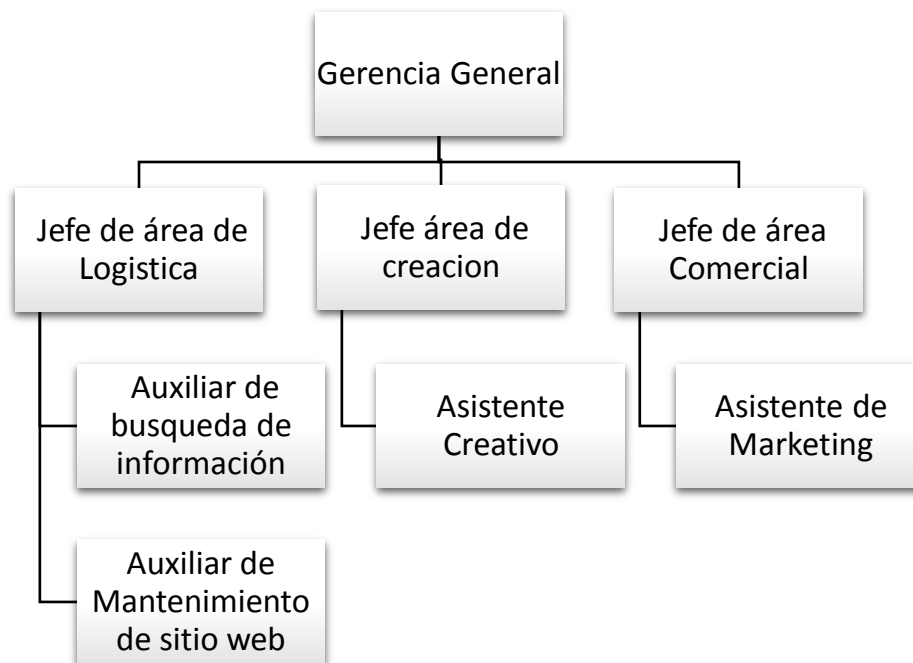 Gerencia General
Jefe de área de
Logistica
Jefe área de
creacion
Jefe de área
Comercial
Auxiliar de
busqueda de
información
Asistente
Creativo
Asistente de
Marketing
Auxiliar de
Mantenimiento
de sitio web